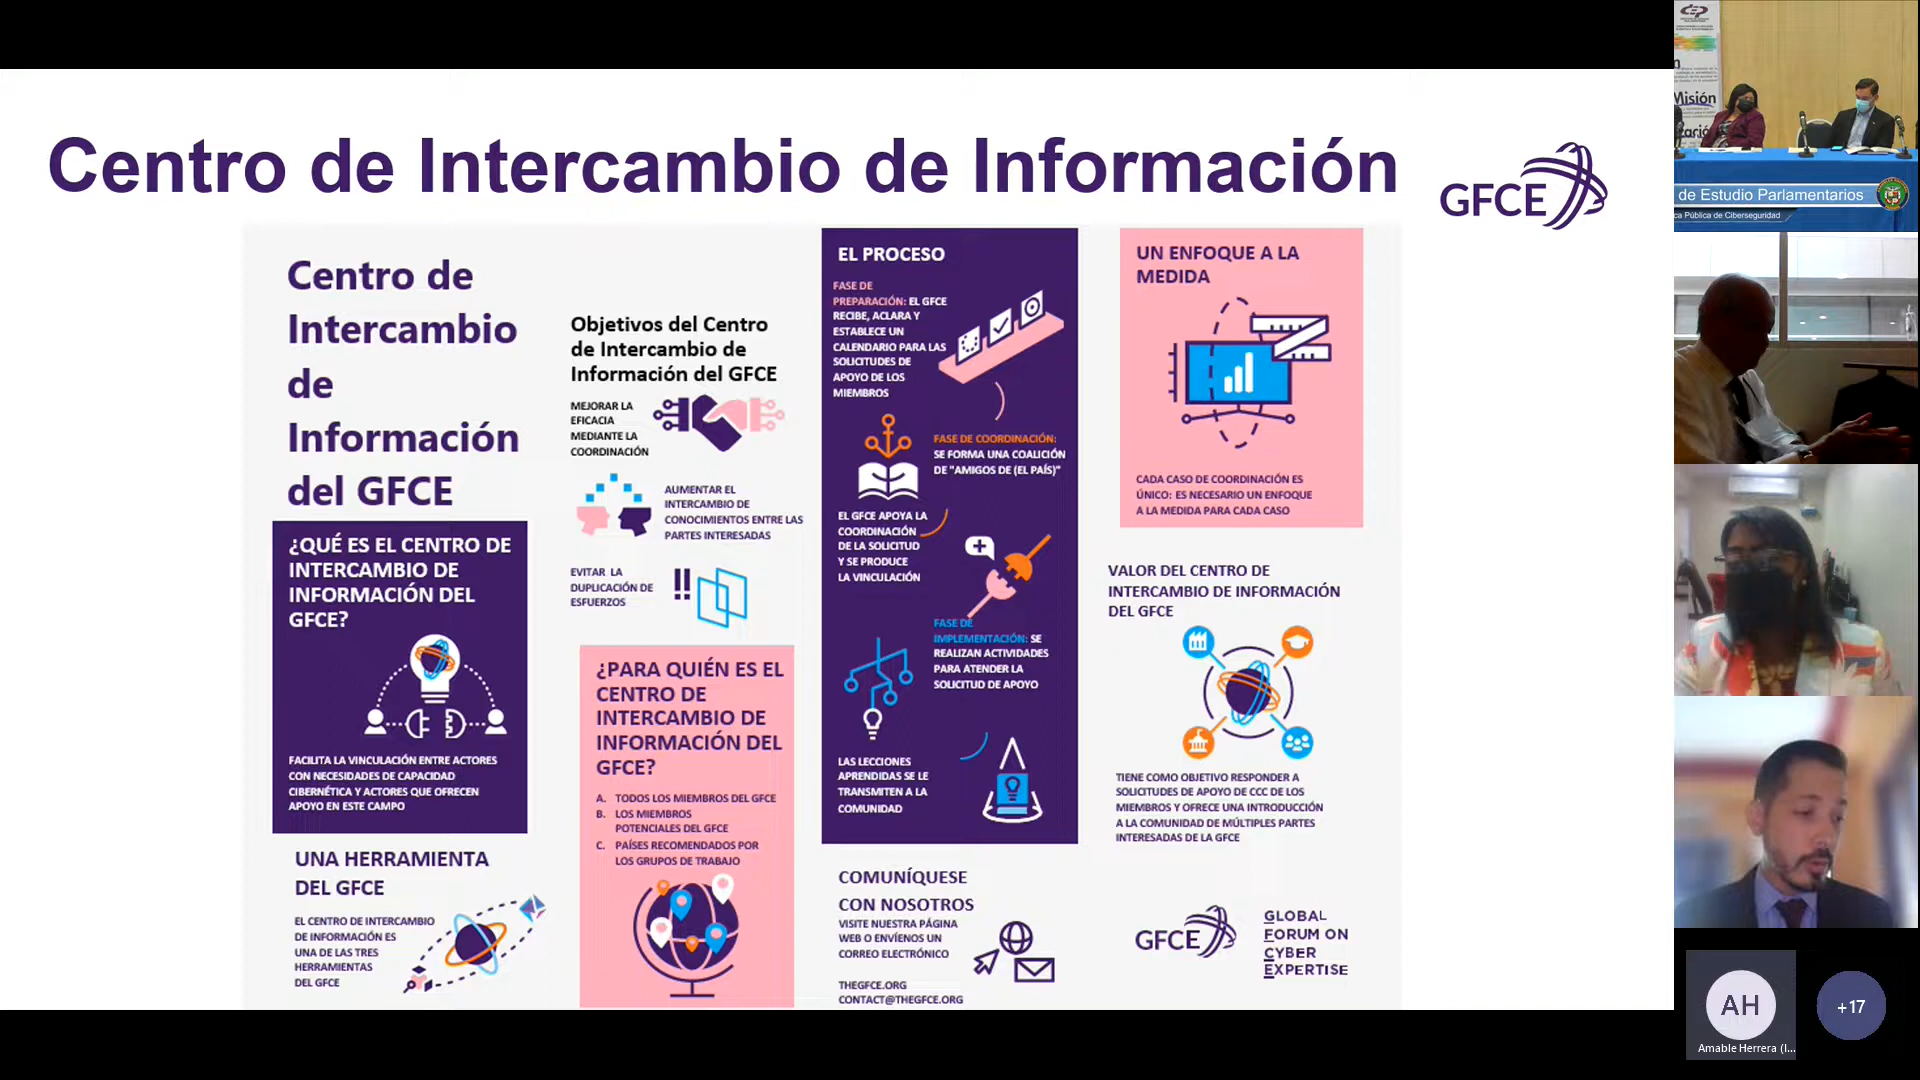 Centro de Intercambio de Información
GFCE
Centro de
Intercambio
de
Información
del GFCE
¿QUÉ ES EL CENTRO DE
INTERCAMBIO DE
INFORMACIÓN DEL
GFCE?
FACILITA LA VINCULACIÓN ENTRE ACTORES
CON NECESIDADES DE CAPACIDAD
CIBERNÉTICA Y ACTORES QUE OFRECEN
APOYO EN ESTE CAMPO
UNA HERRAMIENTA
DEL GFCE
EL CENTRO DE INTERCAMBIO
DE INFORMACIÓN ES
UNA DE LAS TRES
HERRAMIENTAS
DEL GFCE
Objetivos del Centro
de Intercambio de
Información del GFCE
MEJORAR LA
EFICACIA
MEDIANTE LA
COORDINACIÓN
AUMENTAR EL
INTERCAMBIO DE
CONOCIMIENTOS ENTRE LAS
PARTES INTERESADAS
EVITAR LA
DUPLICACIÓN DE
ESFUERZOS
!!
¿PARA QUIÉN ES EL
CENTRO DE
INTERCAMBIO DE
INFORMACIÓN DEL
GFCE?
A. TODOS LOS MIEMBROS DEL GFCE
B. LOS MIEMBROS
POTENCIALES DEL GFCE
C. PAÍSES RECOMENDADOS POR
LOS GRUPOS DE TRABAJO
EL PROCESO
FASE DE
PREPARACIÓN: EL GFCE
RECIBE, ACLARA Y
ESTABLECE UN
CALENDARIO PARA LAS
SOLICITUDES DE
APOYO DE LOS
MIEMBROS
FASE DE COORDINACIÓN:
SE FORMA UNA COALICIÓN
DE "AMIGOS DE (EL PAÍS)"
EL GFCE APOYA LA
COORDINACIÓN
DE LA SOLICITUD
Y SE PRODUCE
LA VINCULACIÓN
FASE DE
IMPLEMENTACIÓN: SE
REALIZAN ACTIVIDADES
PARA ATENDER LA
SOLICITUD DE APOYO
LAS LECCIONES
APRENDIDAS SE LE
TRANSMITEN A LA
COMUNIDAD
COMUNÍQUESE
CON NOSOTROS
VISITE NUESTRA PÁGINA
WEB O ENVÍENOS UN
CORREO ELECTRÓNICO
THEGFCE.ORG
CONTACT@THEGFCE.ORG
UN ENFOQUE A LA
MEDIDA
CADA CASO DE COORDINACIÓN ES
ÚNICO: ES NECESARIO UN ENFOQUE
A LA MEDIDA PARA CADA CASO
VALOR DEL CENTRO DE
INTERCAMBIO DE INFORMACIÓN
DEL GFCE
TIENE COMO OBJETIVO RESPONDER A
SOLICITUDES DE APOYO DE CCC DE LOS
MIEMBROS Y OFRECE UNA INTRODUCCIÓN
A LA COMUNIDAD DE MÚLTIPLES PARTES
INTERESADAS DE LA GFCE
GFCE
GLOBAL
FORUM ON
CYBER
EXPERTISE
Misión
de Estudio Parlamentarios
ca Pública de Ciberseguridad
AH
Amable Herrera (I...
+17